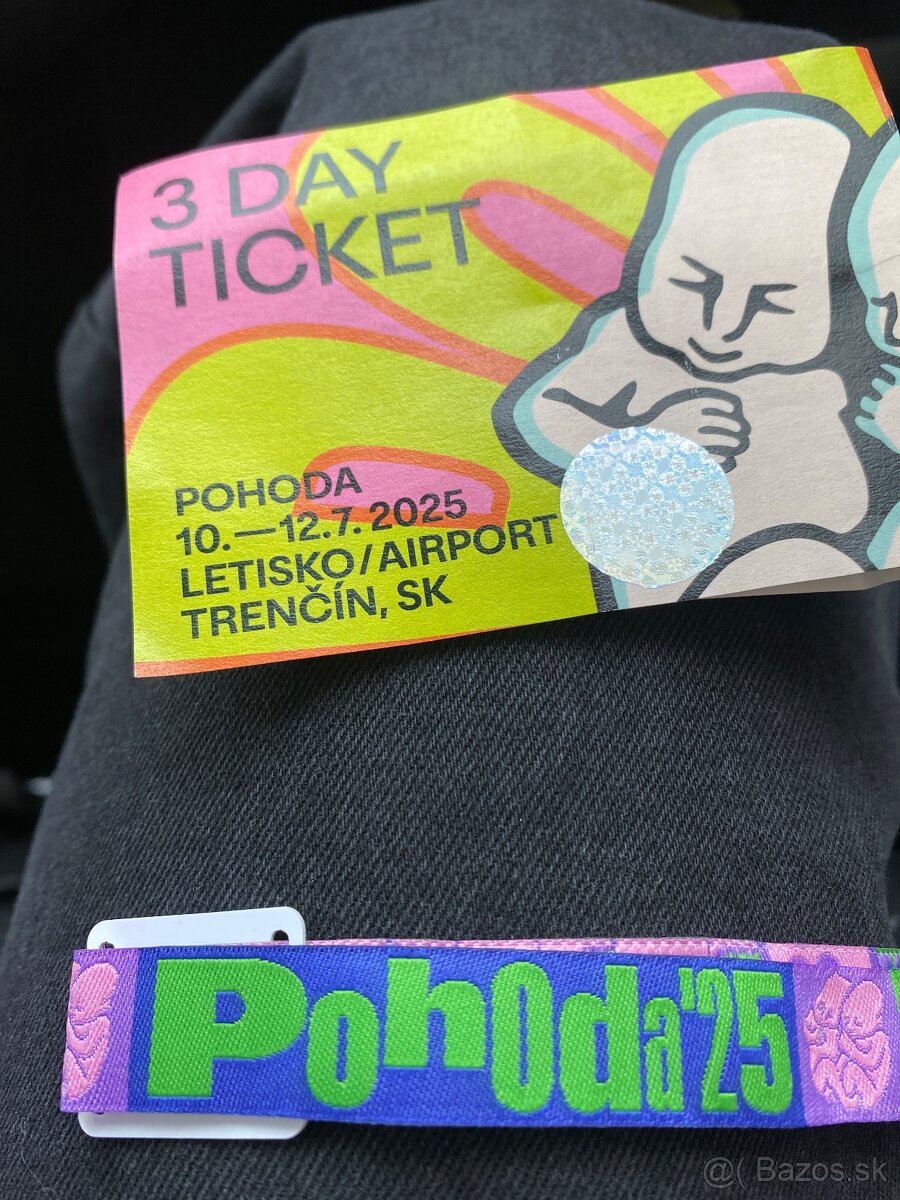 3 DAY
TICKET
POHODA
10.—12.7. 2025
LETISKO/AIRPORT
TRENČÍN, SK
Pohoda'25
@( Bazos.sk